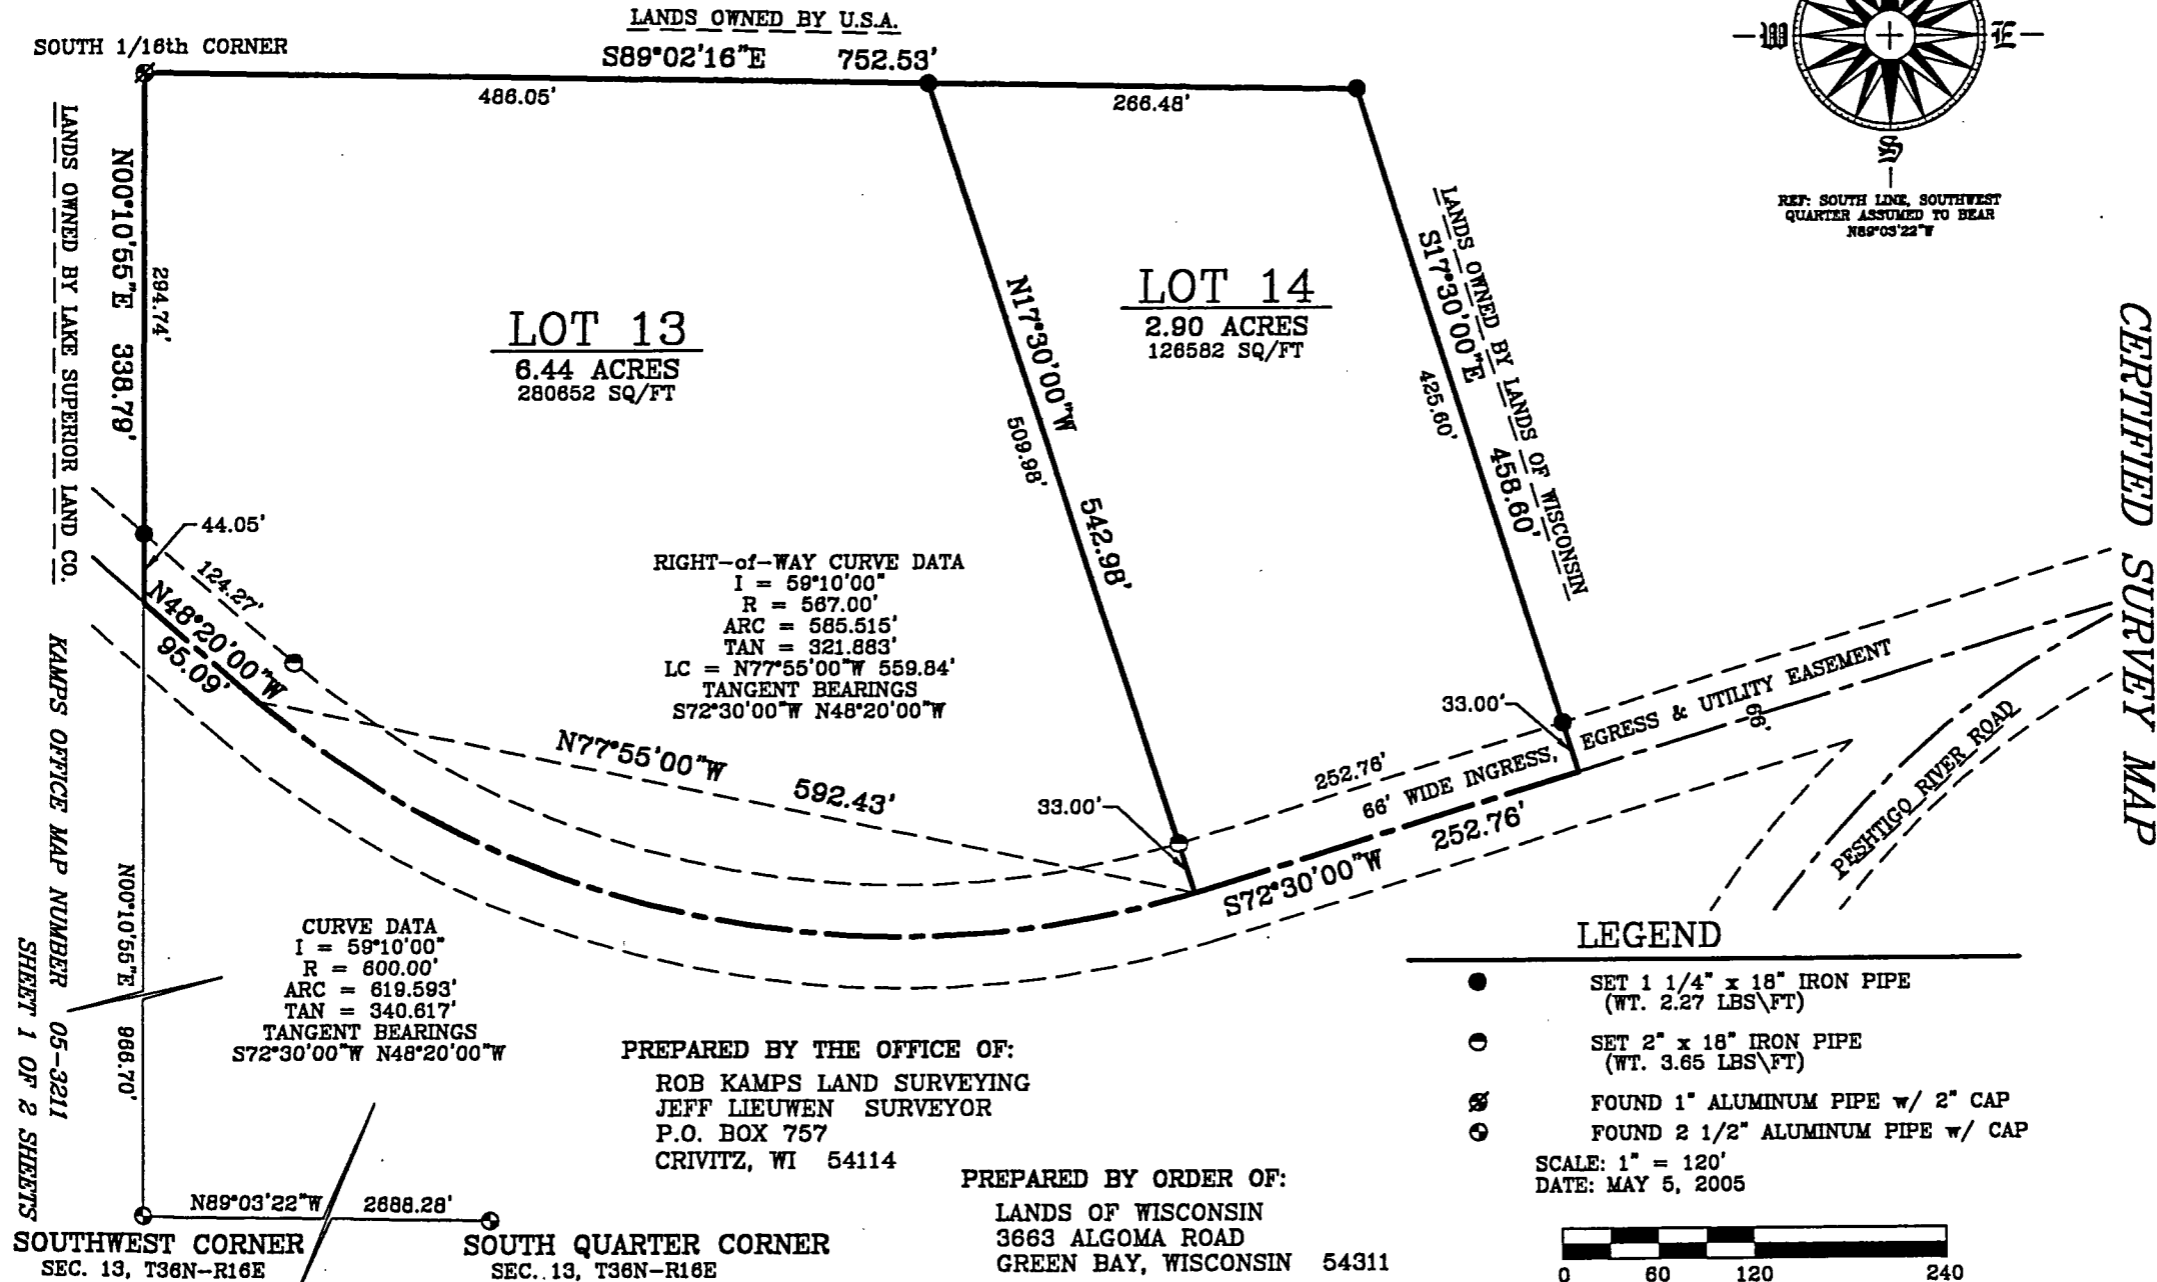 LANDS OWNED BY U.S.A.
SOUTH 1/16th CORNER
S89°02'16"E 752.53'
486.05'
266.48'
W
E
S
REF: SOUTH LINE, SOUTHWEST
QUARTER ASSUMED TO BEAR
N89°03'22"W
LANDS OWNED BY LAKE SUPERIOR LAND CO.
N00°10'55"E 338.79'
294.74'
LOT 13
6.44 ACRES
280652 SQ/FT
N17°30'00"W
509.98'
542.98'
LOT 14
2.90 ACRES
126582 SQ/FT
LANDS OWNED BY LANDS OF WISCONSIN
S17°30'00"E
425.60'
458.60'
CERTIFIED SURVEY MAP
44.05'
124.27'
N48°20'00"W
95.09'
RIGHT-of-WAY CURVE DATA
I = 59°10'00"
R = 567.00'
ARC = 585.515'
TAN = 321.883'
LC = N77°55'00"W 559.84'
TANGENT BEARINGS
S72°30'00"W N48°20'00"W
N77°55'00"W 592.43'
33.00'
33.00'
252.76'
66' WIDE INGRESS, EGRESS & UTILITY EASEMENT
66'
S72°30'00"W 252.76'
PESHTIGO RIVER ROAD
KAMPS OFFICE MAP NUMBER 05-3211
SHEET 1 OF 2 SHEETS
N00°10'55"E 986.70'
CURVE DATA
I = 59°10'00"
R = 600.00'
ARC = 619.593'
TAN = 340.617'
TANGENT BEARINGS
S72°30'00"W N48°20'00"W
PREPARED BY THE OFFICE OF:
ROB KAMPS LAND SURVEYING
JEFF LIEUWEN SURVEYOR
P.O. BOX 757
CRIVITZ, WI 54114
PREPARED BY ORDER OF:
LANDS OF WISCONSIN
3663 ALGOMA ROAD
GREEN BAY, WISCONSIN 54311
LEGEND
SET 1 1/4" x 18" IRON PIPE
(WT. 2.27 LBS\FT)
SET 2" x 18" IRON PIPE
(WT. 3.65 LBS\FT)
FOUND 1" ALUMINUM PIPE w/ 2" CAP
FOUND 2 1/2" ALUMINUM PIPE w/ CAP
SCALE: 1" = 120'
DATE: MAY 5, 2005
0 60 120 240
N89°03'22"W 2688.28'
SOUTHWEST CORNER
SEC. 13, T36N-R16E
SOUTH QUARTER CORNER
SEC. 13, T36N-R16E